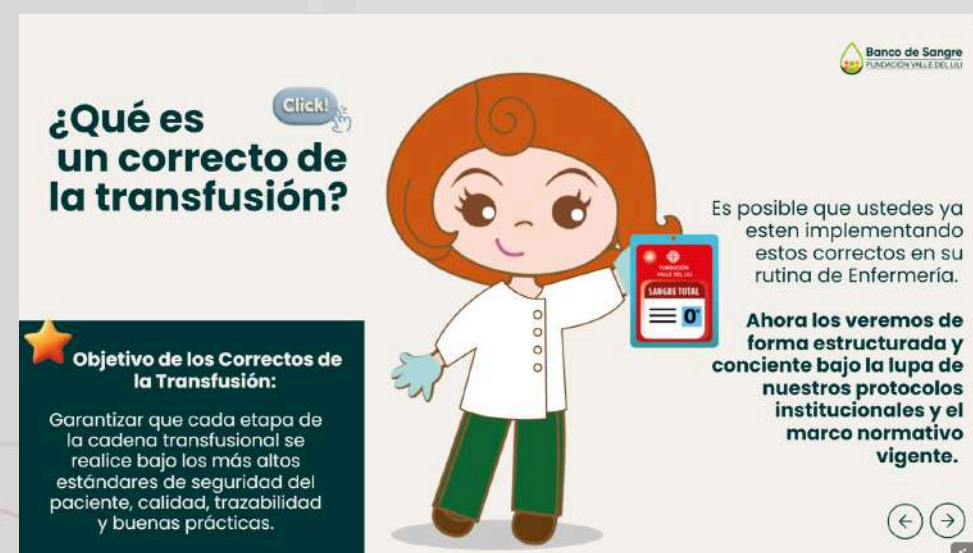 Banco de Sangre
FUNDACIÓN VALLE DEL LILI
¿Qué es
un correcto de
la transfusión?
Click!
Es posible que ustedes ya
esten implementando
estos correctos en su
rutina de Enfermería.
Ahora los veremos de
forma estructurada y
conciente bajo la lupa de
nuestros protocolos
institucionales y el
marco normativo
vigente.
FUNDACIÓN
VALLE DEL LILI
SANGRE TOTAL
O+
Objetivo de los Correctos de
la Transfusión:
Garantizar que cada etapa de
la cadena transfusional se
realice bajo los más altos
estándares de seguridad del
paciente, calidad, trazabilidad
y buenas prácticas.